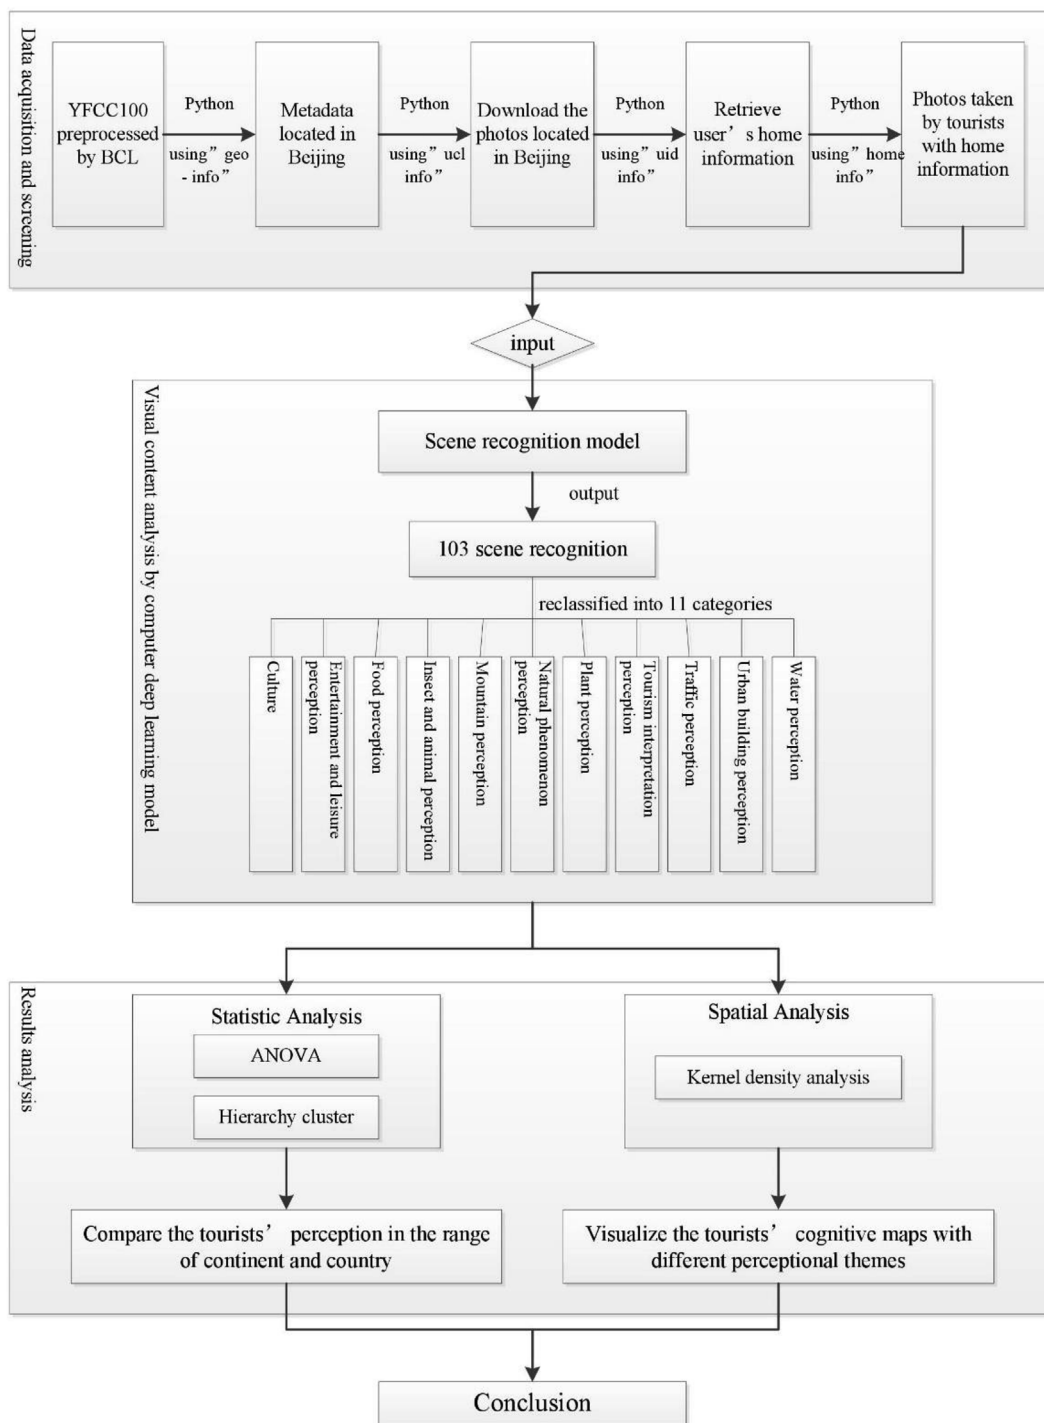 Data acquisition and screening
YFCC100
preprocessed
by BCL
Python
using” geo
- info”
Metadata
located in
Beijing
Python
using” ucl
info”
Download the
photos located
in Beijing
Python
using” uid
info”
Retrieve
user’ s home
information
Python
using” home
info”
Photos taken
by tourists
with home
information
input
Visual content analysis by computer deep learning model
Scene recognition model
output
103 scene recognition
reclassified into 11 categories
Culture
Entertainment and leisure
perception
Food perception
Insect and animal perception
Mountain perception
Natural phenomenon
perception
Plant perception
Tourism interpretation
perception
Traffic perception
Urban building perception
Water perception
Results analysis
Statistic Analysis
ANOVA
Hierarchy cluster
Spatial Analysis
Kernel density analysis
Compare the tourists’ perception in the range
of continent and country
Visualize the tourists’ cognitive maps with
different perceptional themes
Conclusion